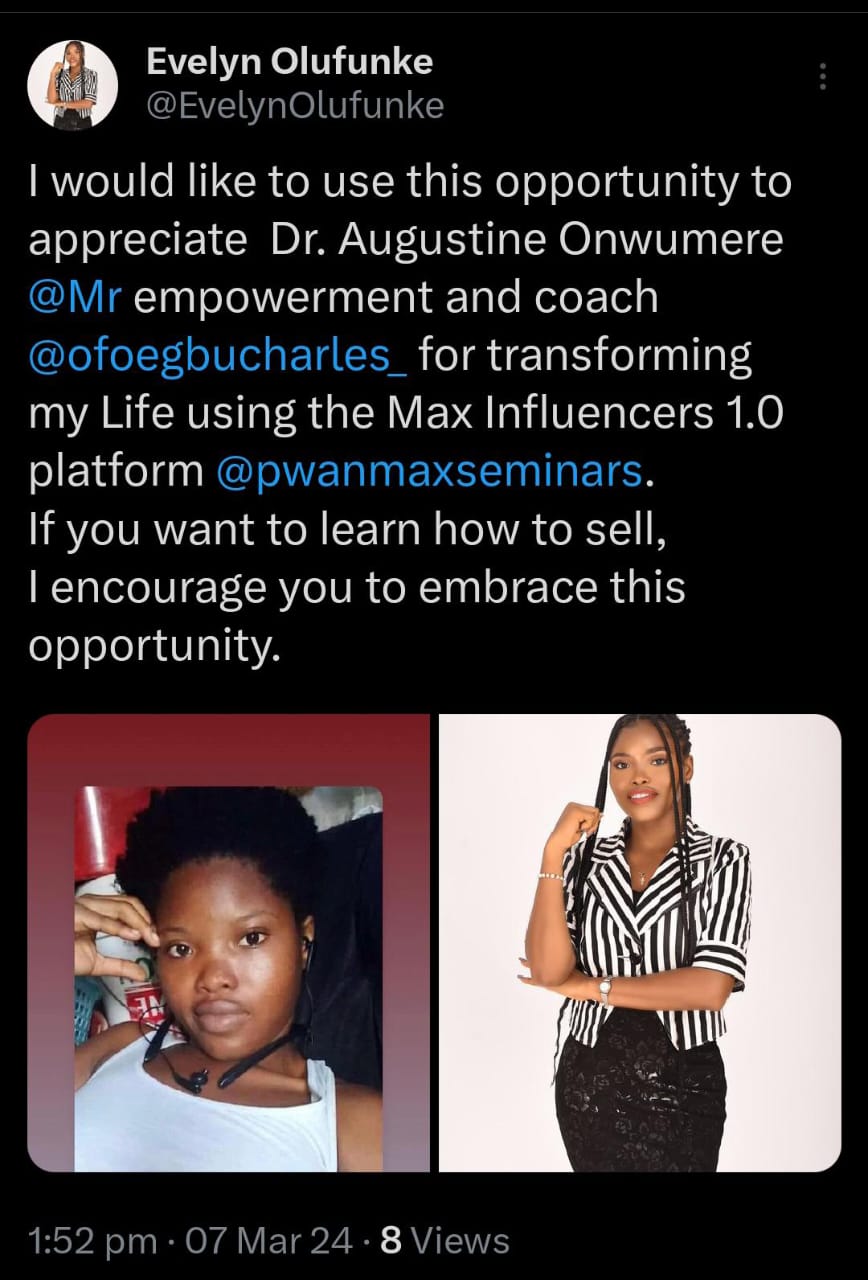 Evelyn Olufunke
@EvelynOlufunke
I would like to use this opportunity to
appreciate  Dr. Augustine Onwumere
@Mr empowerment and coach
@ofoegbucharles_ for transforming
my Life using the Max Influencers 1.0
platform @pwanmaxseminars.
If you want to learn how to sell,
I encourage you to embrace this
opportunity.
1:52 pm · 07 Mar 24 · 8 Views